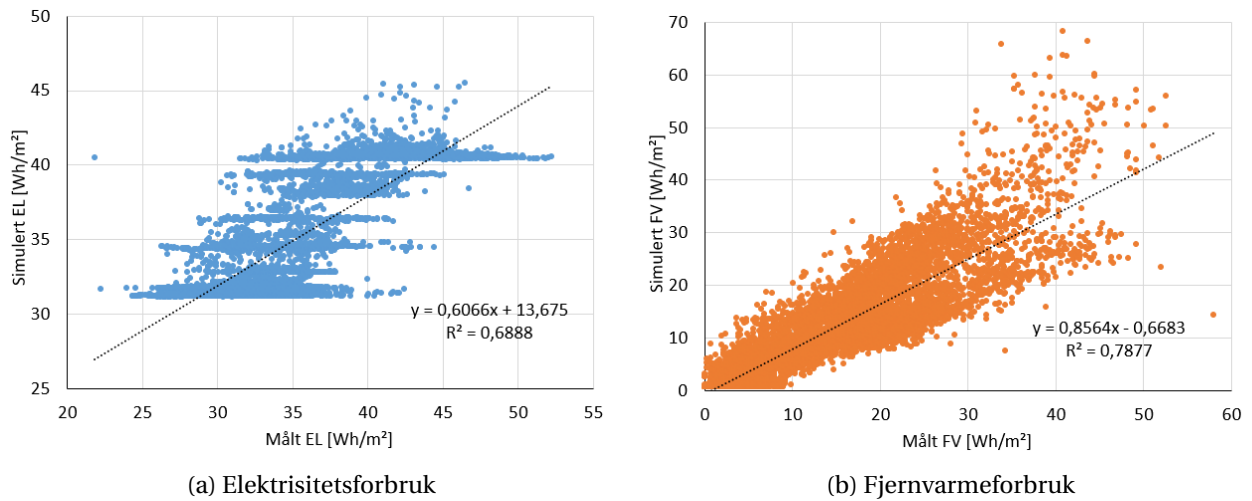 50
45
40
35
30
25
20
25
30
35
40
45
50
55
Simulert EL [Wh/m²]
Målt EL [Wh/m²]
y = 0,6066x + 13,675
R² = 0,6888
(a) Elektrisitetsforbruk
70
60
50
40
30
20
10
0
0
10
20
30
40
50
60
Simulert FV [Wh/m²]
Målt FV [Wh/m²]
y = 0,8564x - 0,6683
R² = 0,7877
(b) Fjernvarmeforbruk